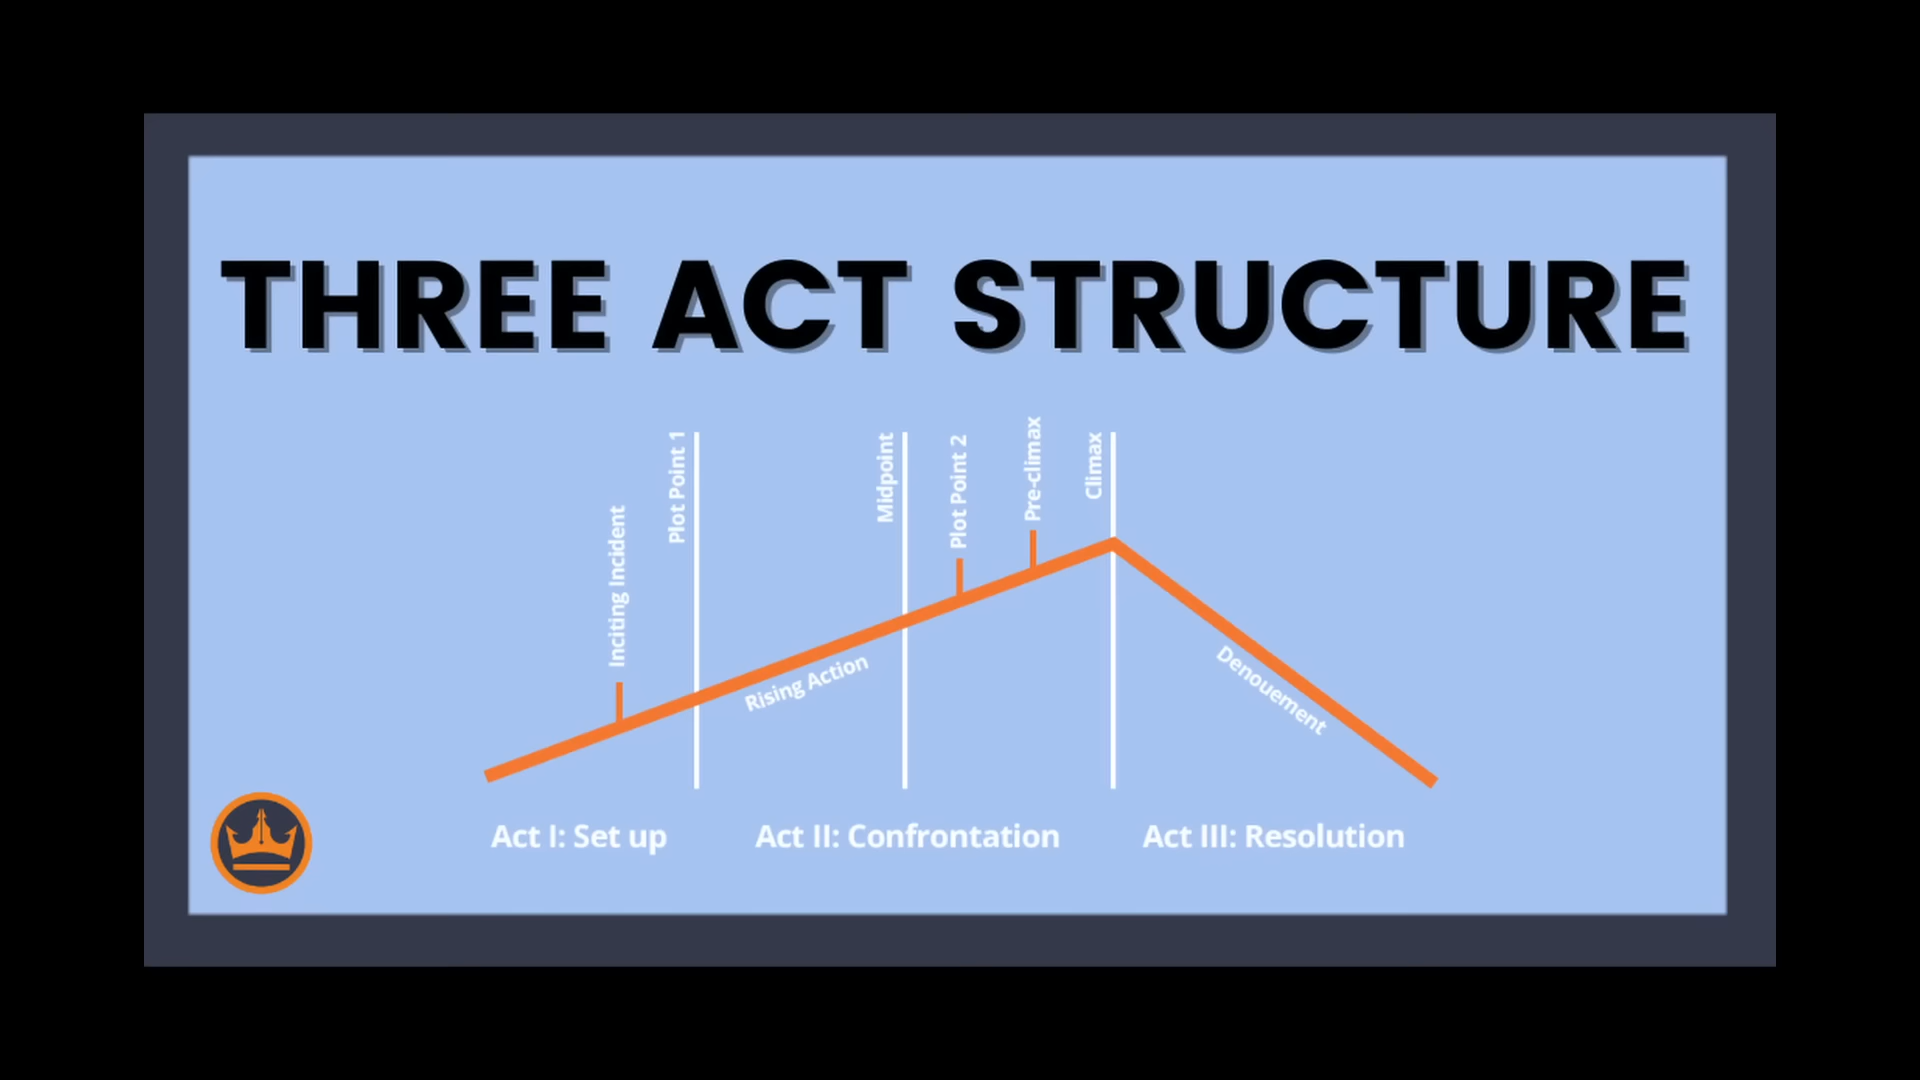 THREE ACT STRUCTURE
Inciting Incident
Plot Point 1
Midpoint
Plot Point 2
Pre-climax
Climax
Rising Action
Denouement
Act I: Set up
Act II: Confrontation
Act III: Resolution